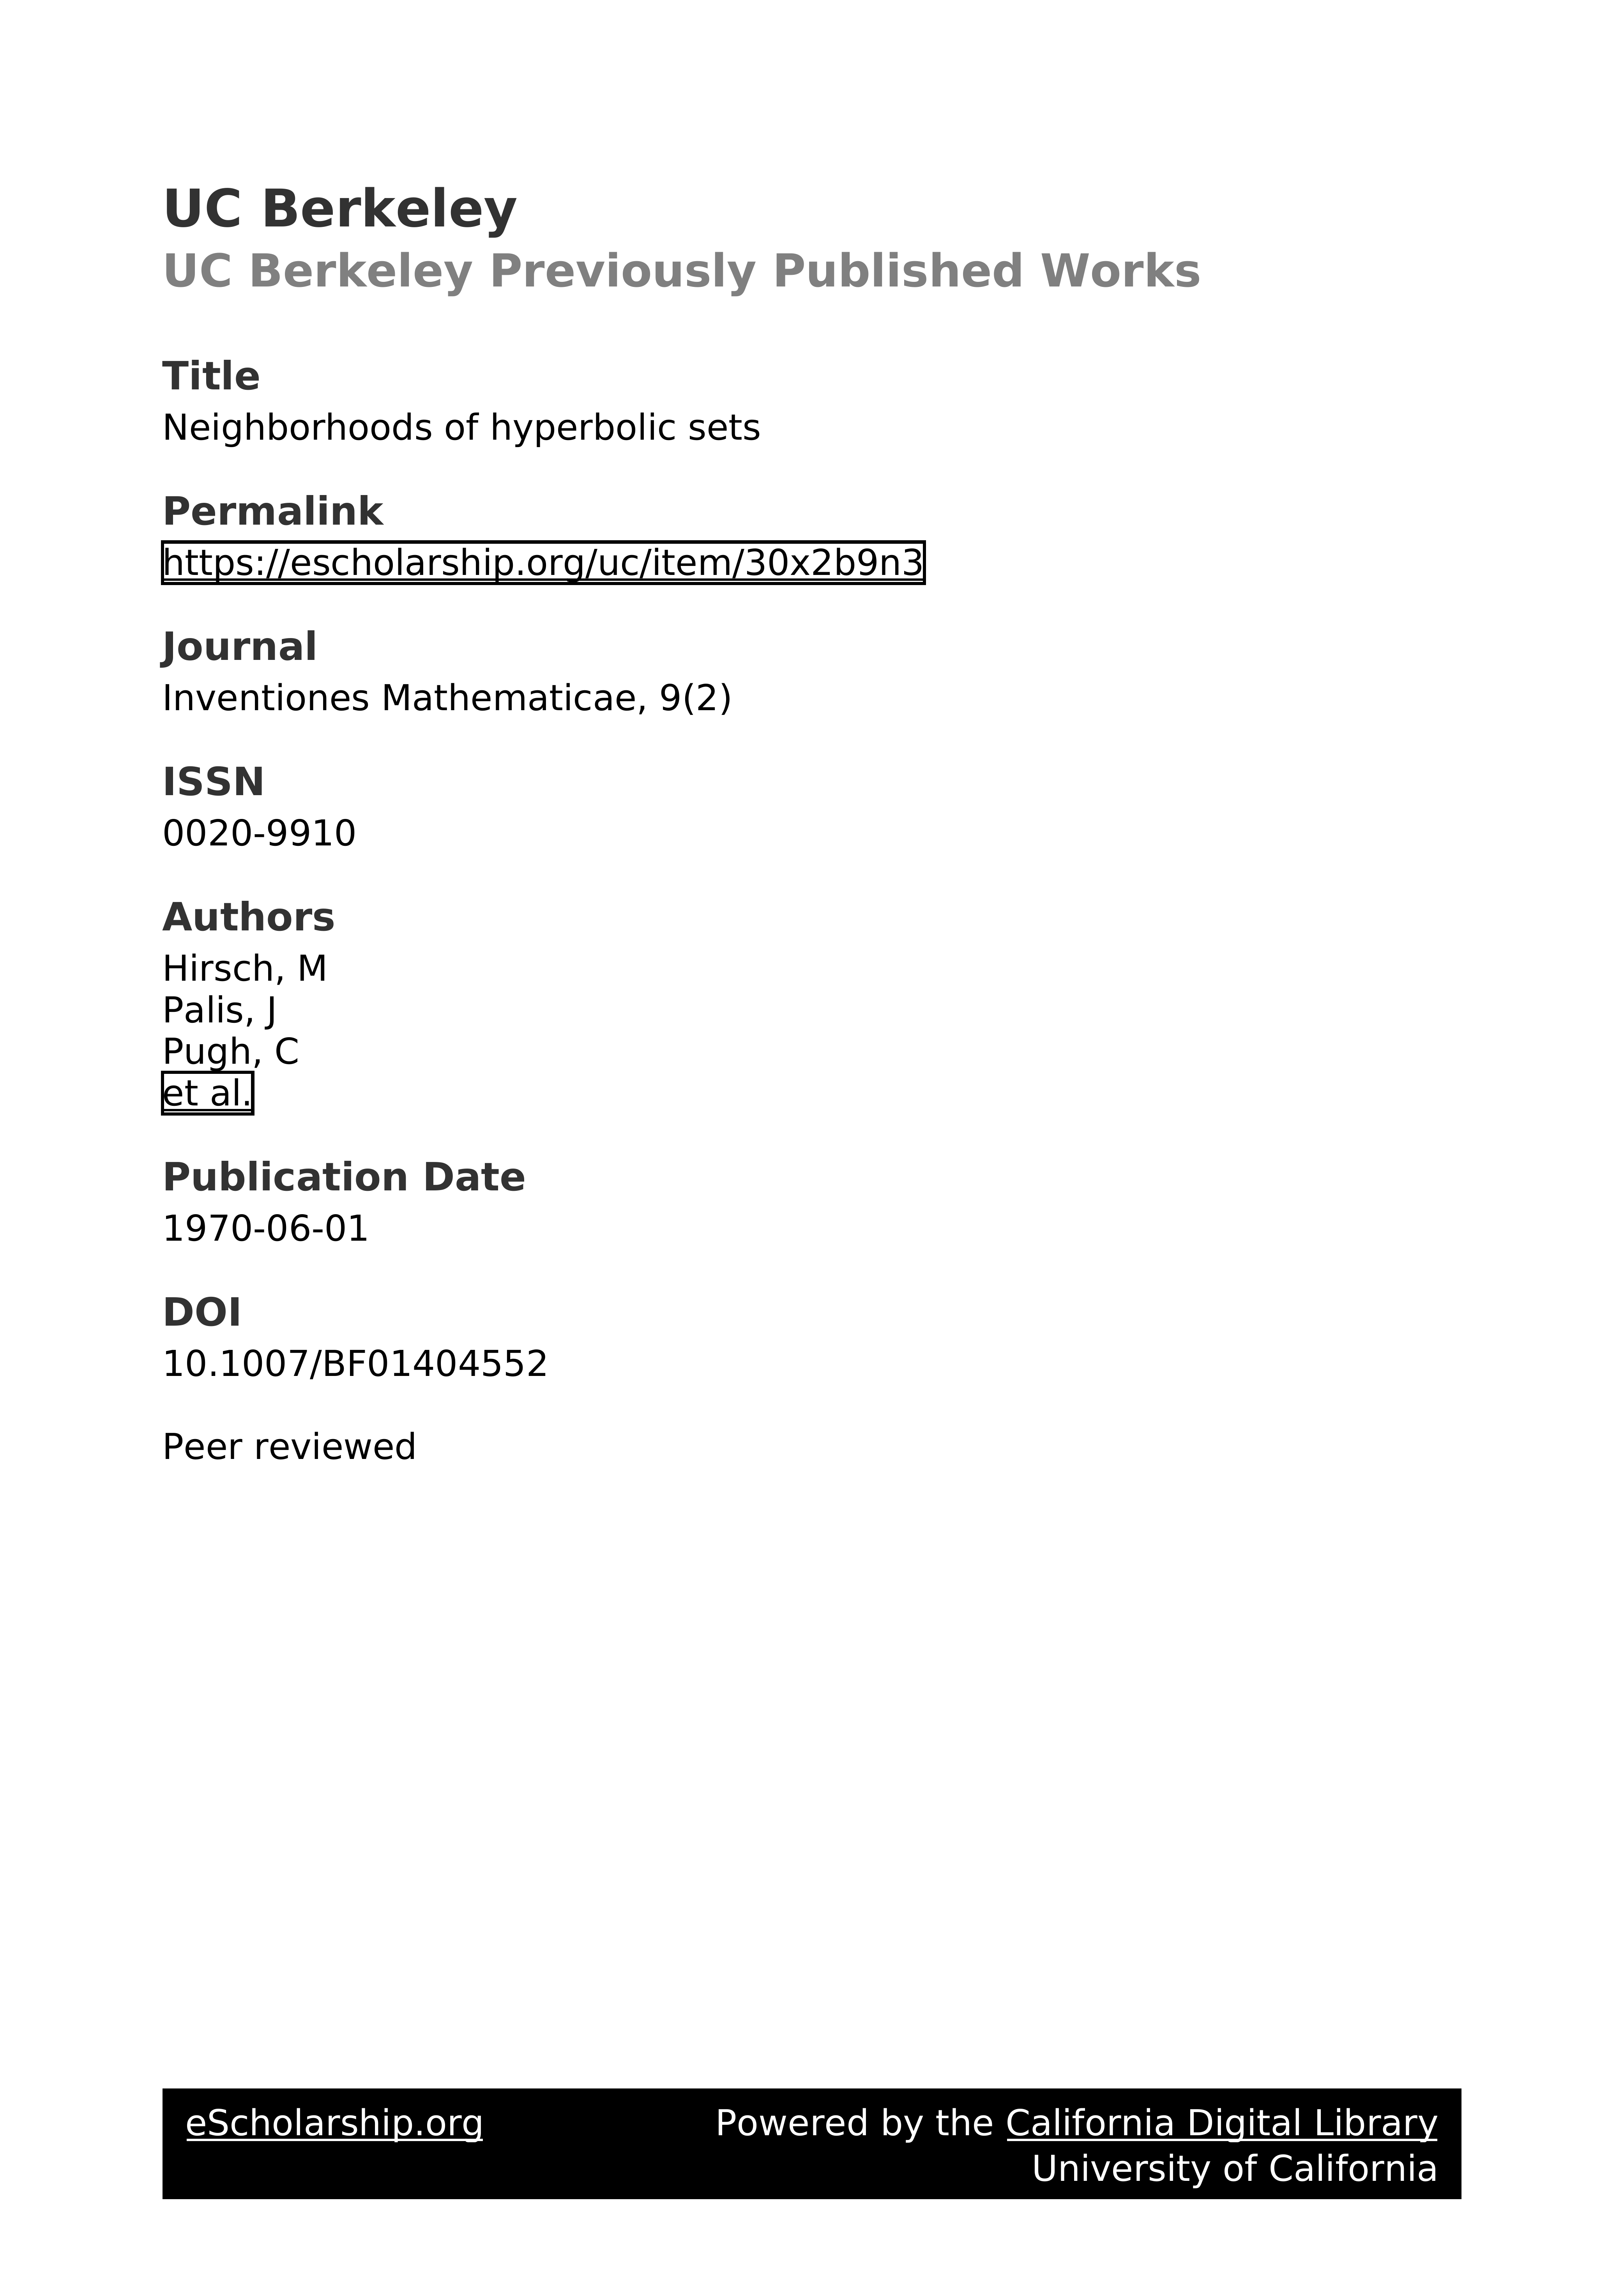 UC Berkeley
UC Berkeley Previously Published Works
Title
Neighborhoods of hyperbolic sets
Permalink
https://escholarship.org/uc/item/30x2b9n3
Journal
Inventiones Mathematicae, 9(2)
ISSN
0020-9910
Authors
Hirsch, M
Palis, J
Pugh, C
et al.
Publication Date
1970-06-01
DOI
10.1007/BF01404552
Peer reviewed
eScholarship.org
Powered by the California Digital Library
University of California